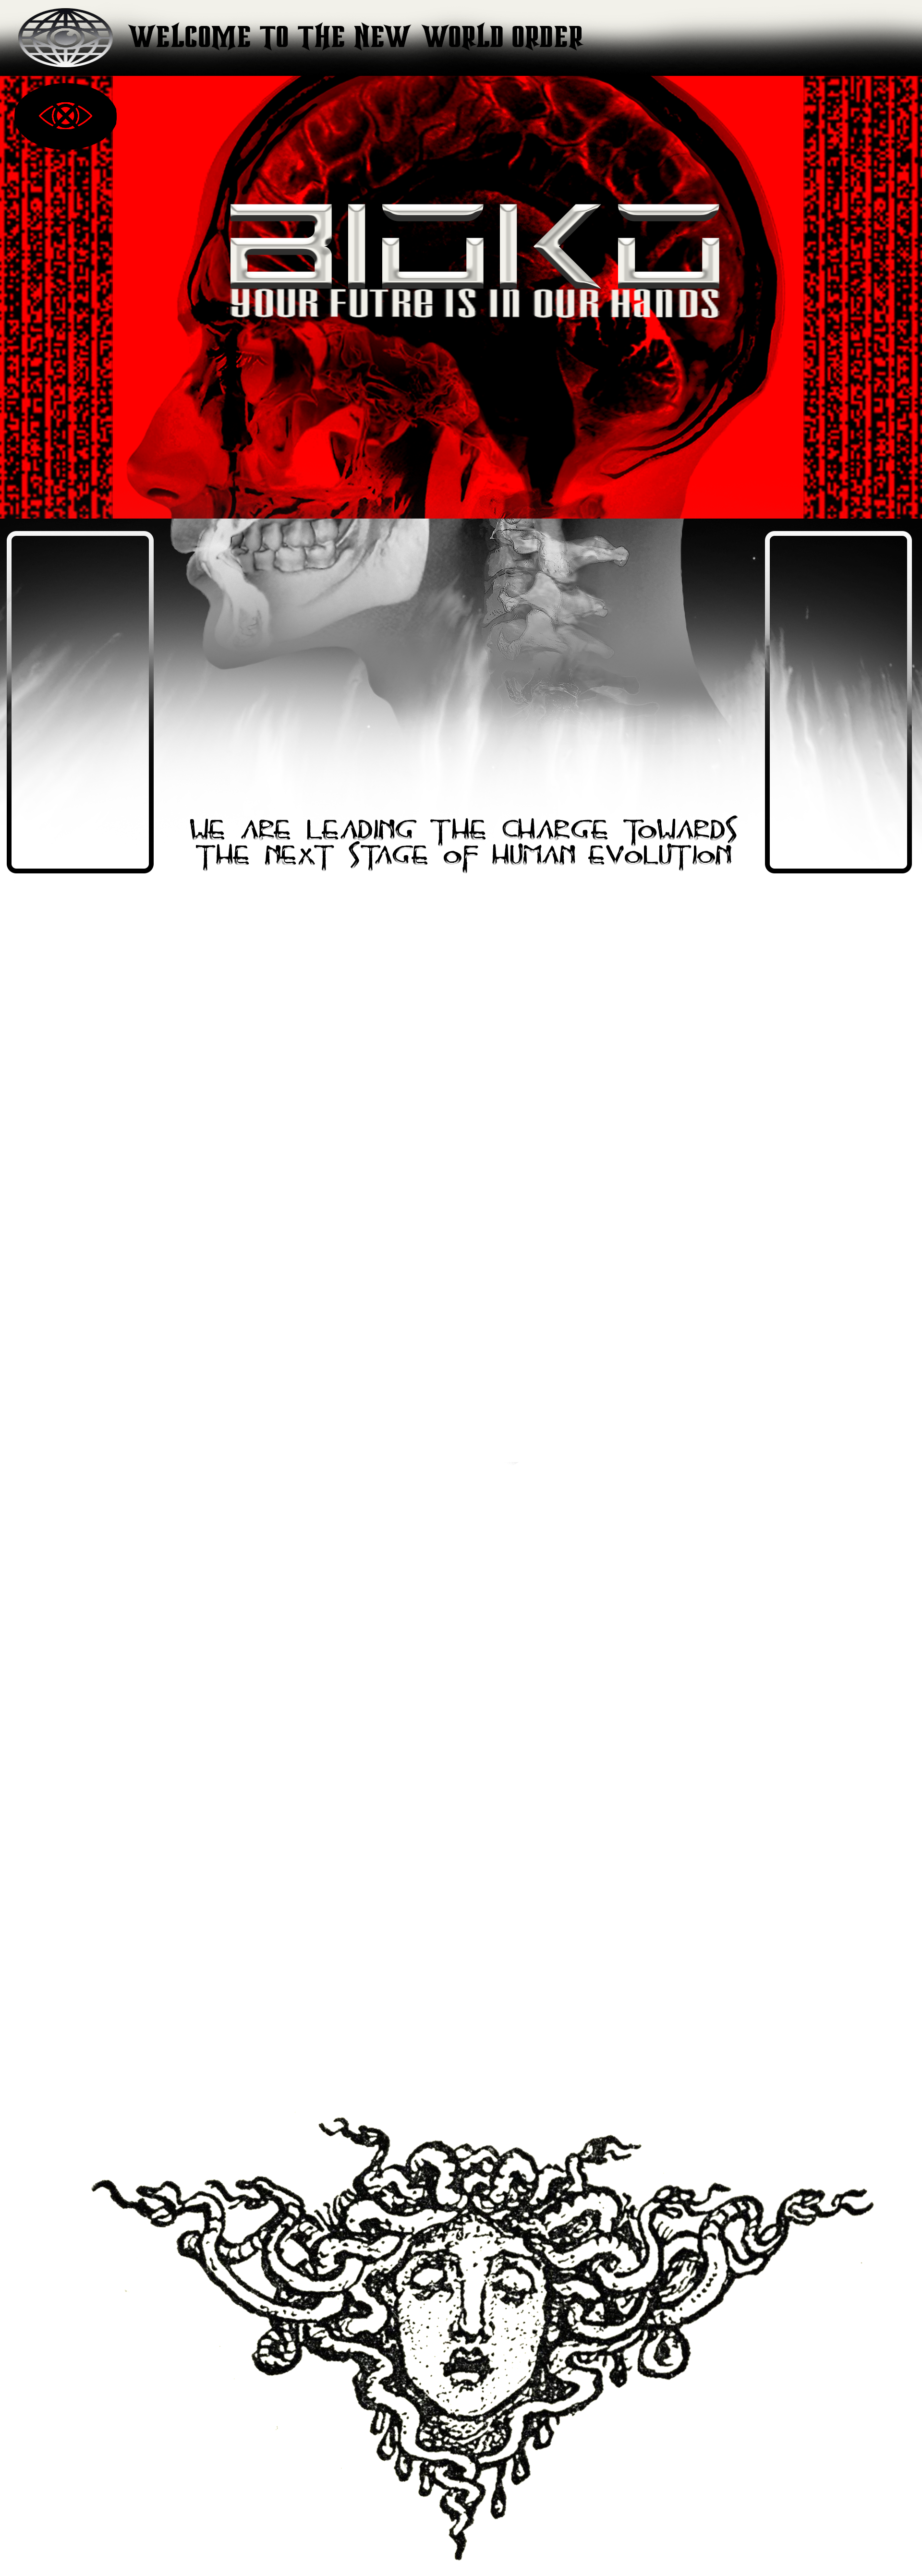 WELCOME TO THE NEW WORLD ORDER
BIOKO
YOUR FUTRE IS IN OUR HANDS
WE ARE LEADING THE CHARGE TOWARDS
THE NEXT STAGE OF HUMAN EVOLUTION